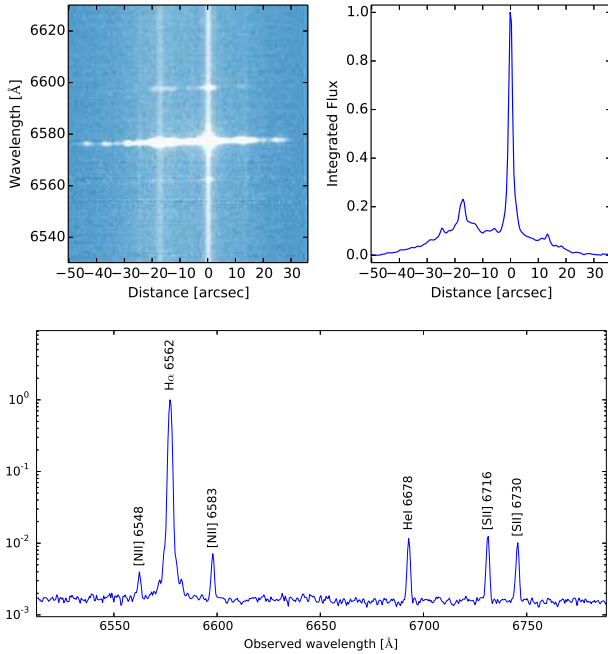 6620
6600
6580
6560
6540
Wavelength [Å]
−50 −40 −30 −20 −10 0 10 20 30
Distance [arcsec]
1.0
0.8
0.6
0.4
0.2
0.0
Integrated Flux
−50 −40 −30 −20 −10 0 10 20 30
Distance [arcsec]
10⁰
10⁻¹
10⁻²
10⁻³
[NII] 6548
Hα 6562
[NII] 6583
HeI 6678
[SII] 6716
[SII] 6730
6550 6600 6650 6700 6750
Observed wavelength [Å]